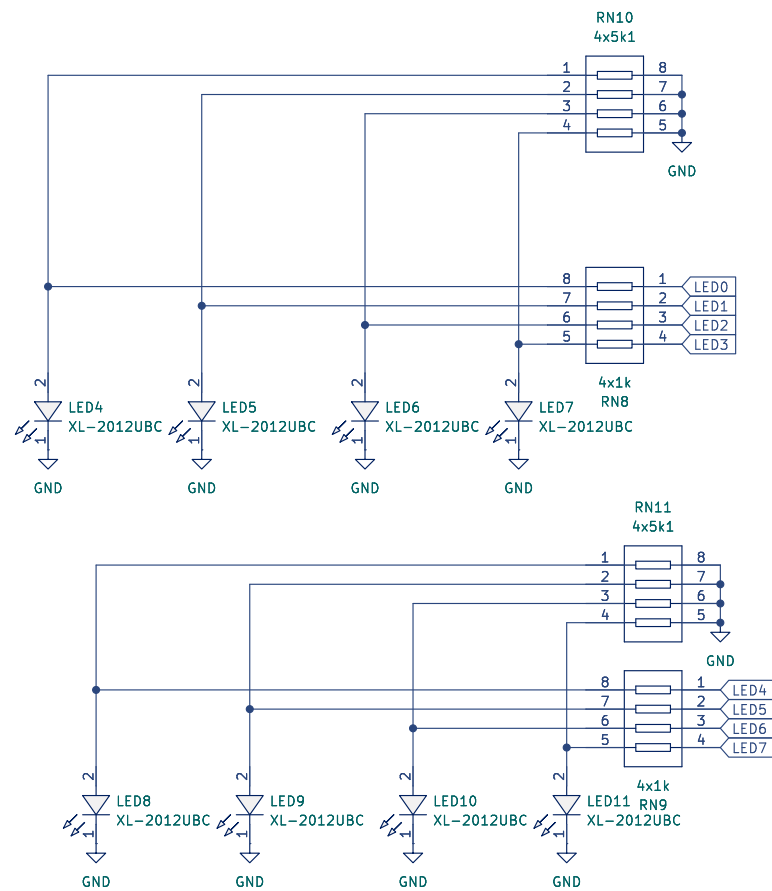 RN10
4x5k1
1 8
2 7
3 6
4 5
GND
8 1 LED0
7 2 LED1
6 3 LED2
5 4 LED3
4x1k
RN8
2 2 2 2
LED4 LED5 LED6 LED7
XL-2012UBC XL-2012UBC XL-2012UBC XL-2012UBC
1 1 1 1
GND GND GND GND
RN11
4x5k1
1 8
2 7
3 6
4 5
GND
8 1 LED4
7 2 LED5
6 3 LED6
5 4 LED7
4x1k
RN9
2 2 2 2
LED8 LED9 LED10 LED11
XL-2012UBC XL-2012UBC XL-2012UBC XL-2012UBC
1 1 1 1
GND GND GND GND